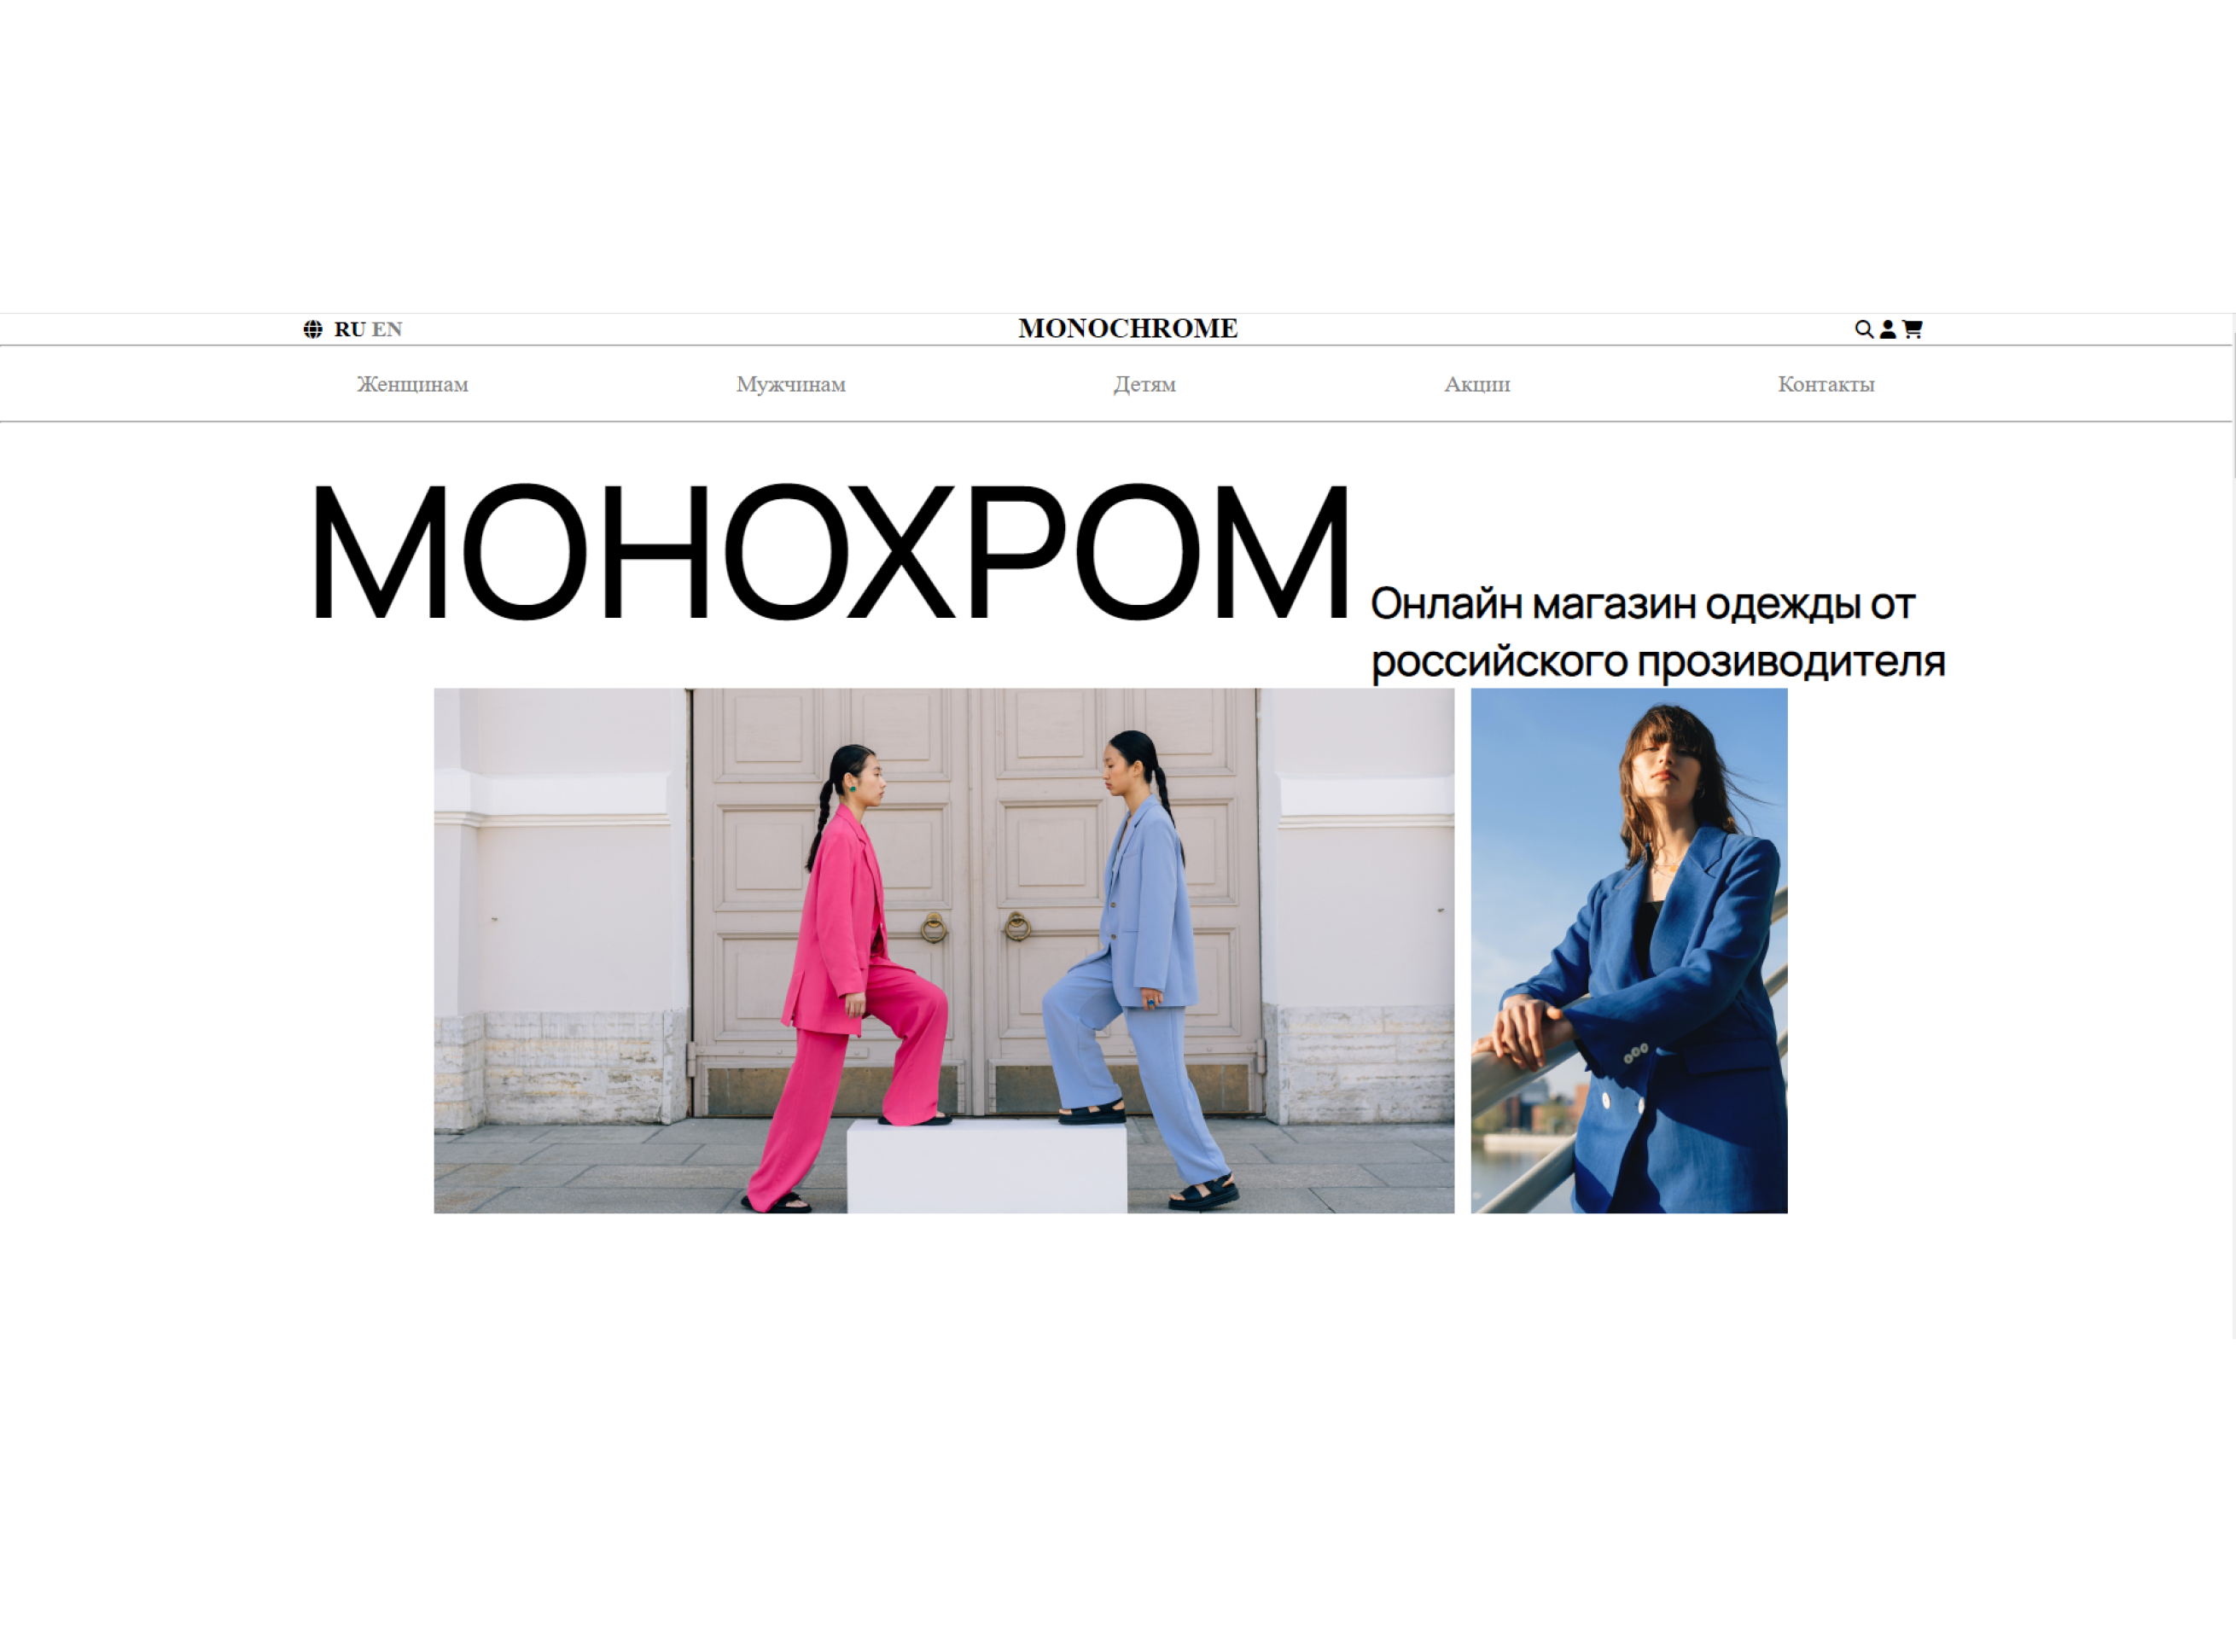 RU EN
MONOCHROME
Женщинам
Мужчинам
Детям
Акции
Контакты
МОНОХРОМ
Онлайн магазин одежды от
российского прозиводителя